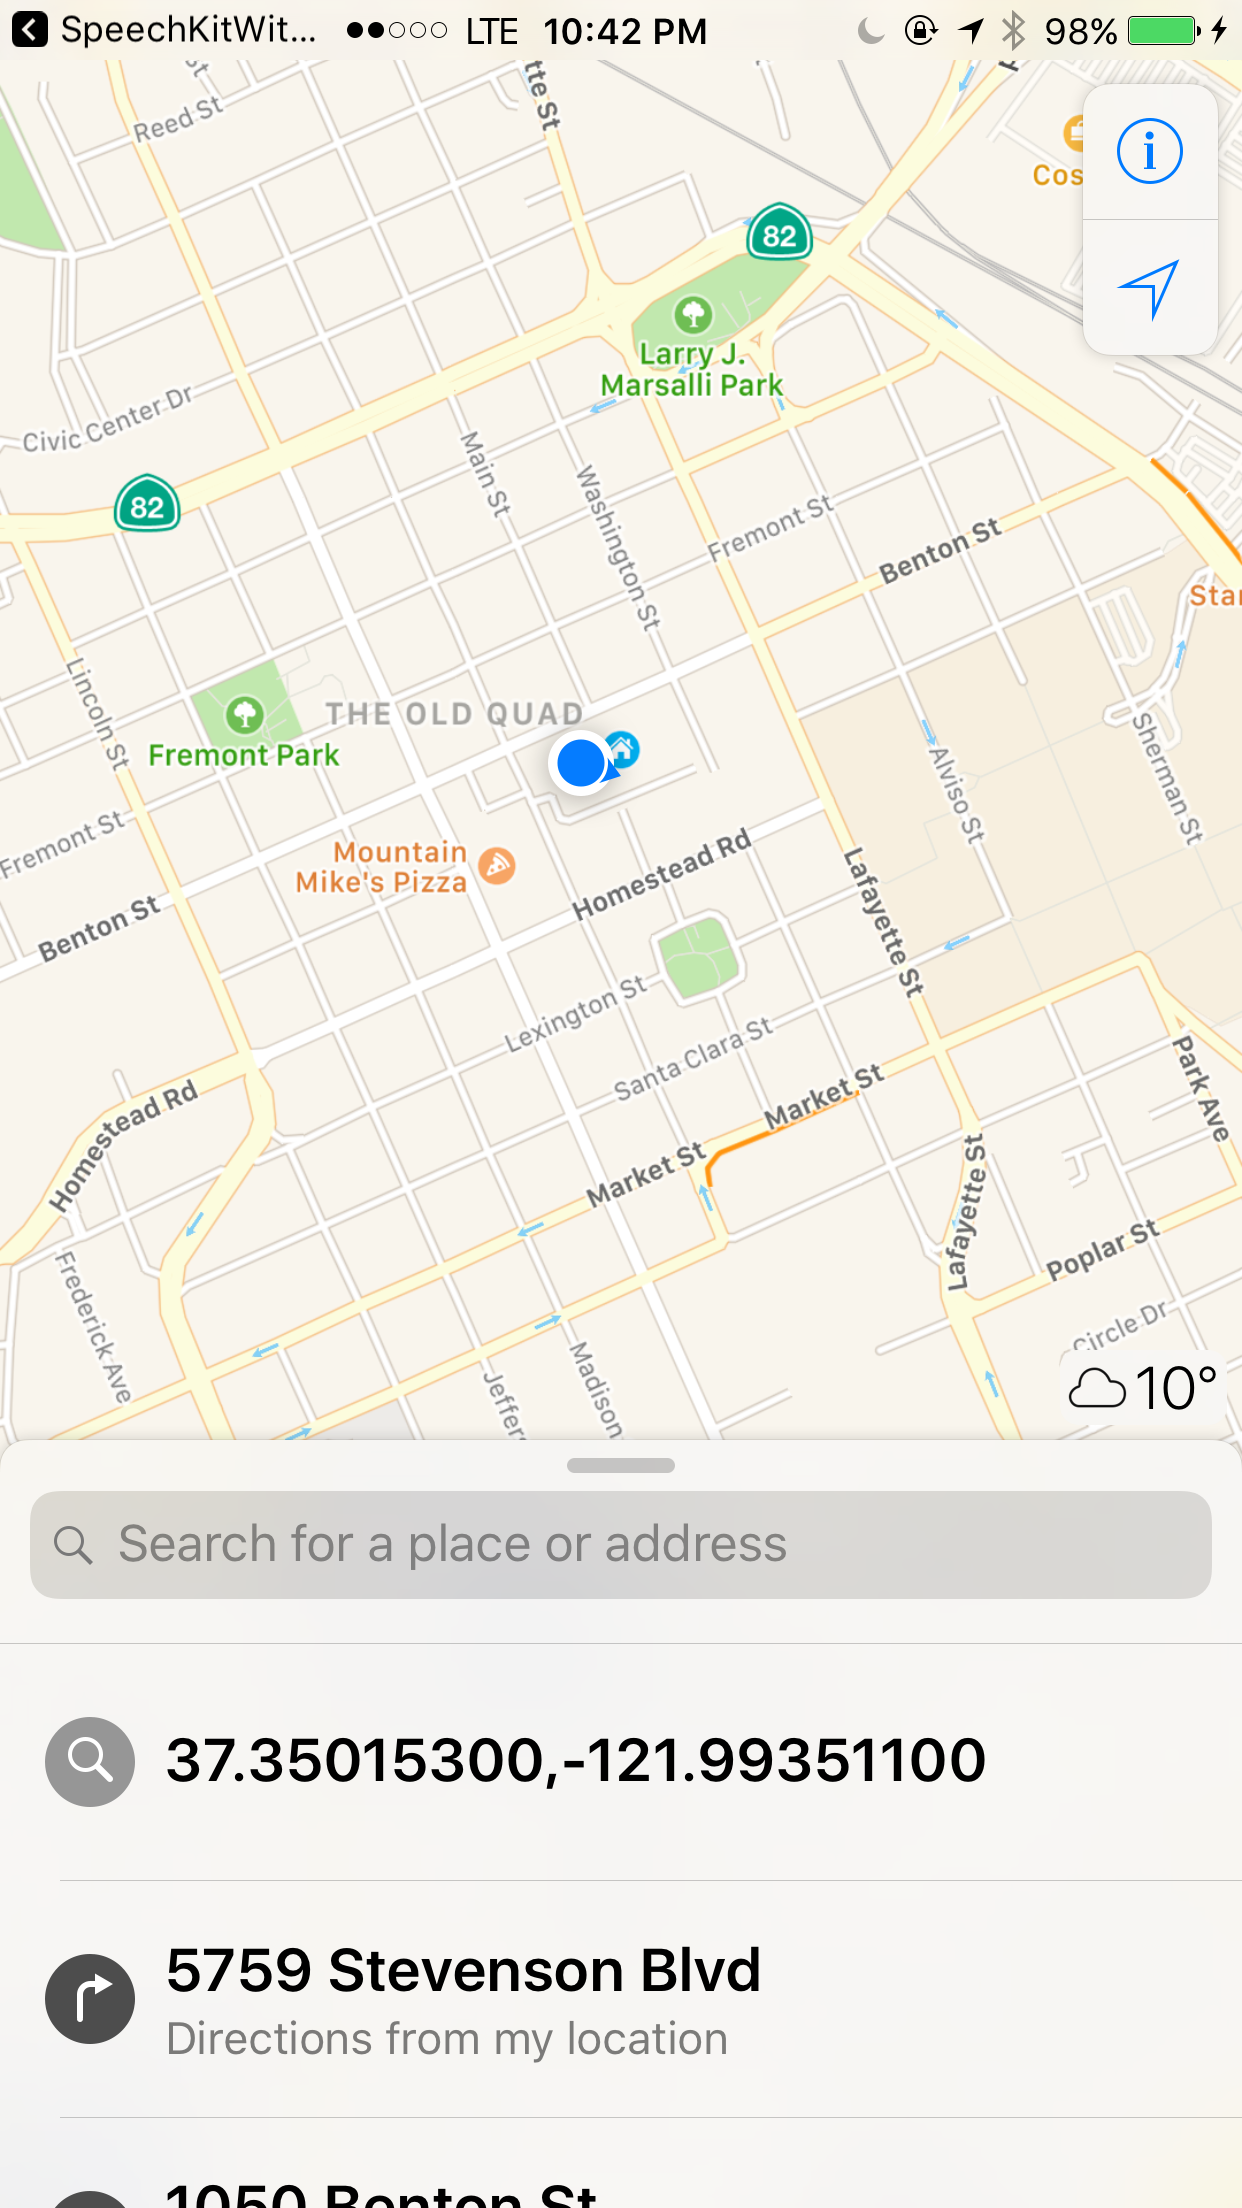 SpeechKitWit... LTE 10:42 PM 98%
tte St
Reed St
Cos
82
Larry J.
Marsalli Park
Civic Center Dr
Main St
Washington St
82
Fremont St
Benton St
Star
Lincoln St
THE OLD QUAD
Fremont Park
Alviso St
Sherman St
Fremont St
Mountain
Mike's Pizza
Homestead Rd
Lafayette St
Benton St
Lexington St
Santa Clara St
Market St
Park Ave
Homestead Rd
Market St
Lafayette St
Poplar St
Frederick Ave
Circle Dr
Jeffers
Madison
10°
Search for a place or address
37.35015300,-121.99351100
5759 Stevenson Blvd
Directions from my location
1050 Benton St